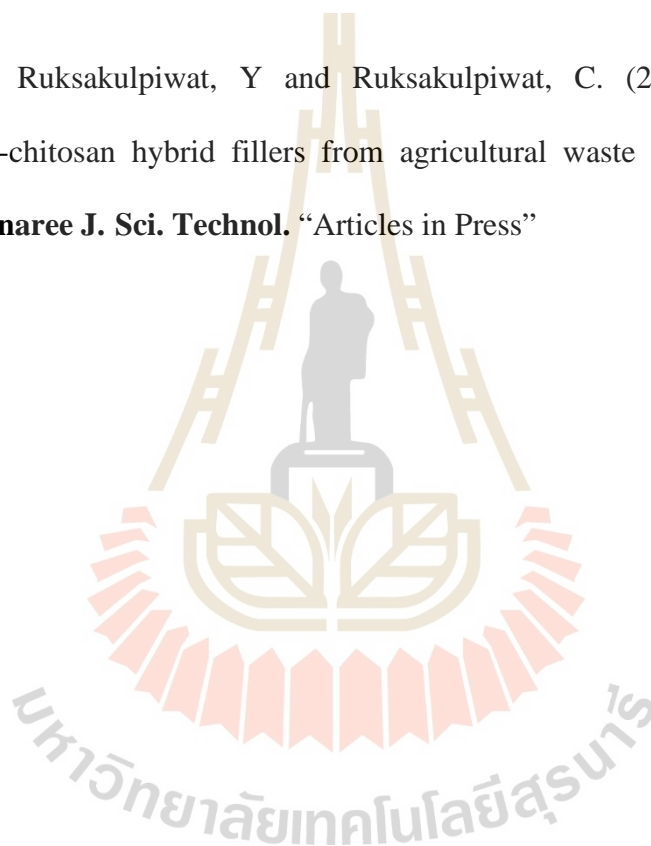 Ruksakulpiwat, Y and Ruksakulpiwat, C. (2
-chitosan hybrid fillers from agricultural waste
naree J. Sci. Technol. “Articles in Press”
มหาวิทยาลัยเทคโนโลยีสุรนารี